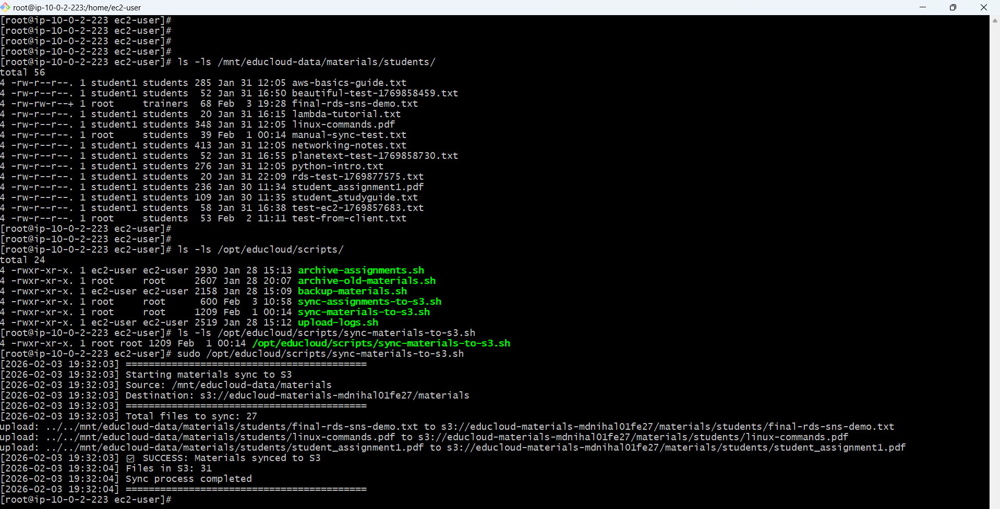 root@ip-10-0-2-223:/home/ec2-user
[root@ip-10-0-2-223 ec2-user]#
[root@ip-10-0-2-223 ec2-user]#
[root@ip-10-0-2-223 ec2-user]#
[root@ip-10-0-2-223 ec2-user]#
[root@ip-10-0-2-223 ec2-user]# ls -ls /mnt/educloud-data/materials/students/
total 56
4 -rw-r--r--. 1 student1 students 285 Jan 31 12:05 aws-basics-guide.txt
4 -rw-r--r--. 1 student1 students  52 Jan 31 16:50 beautiful-test-1769858459.txt
4 -rw-rw-r--+ 1 root     trainers  68 Feb  3 19:28 final-rds-sns-demo.txt
4 -rw-r--r--. 1 student1 students  20 Jan 31 16:15 lambda-tutorial.txt
4 -rw-r--r--. 1 student1 students 348 Jan 31 12:05 linux-commands.pdf
4 -rw-r--r--. 1 root     students  39 Feb  1 00:14 manual-sync-test.txt
4 -rw-r--r--. 1 student1 students 413 Jan 31 12:05 networking-notes.txt
4 -rw-r--r--. 1 student1 students  52 Jan 31 16:55 planetext-test-1769858730.txt
4 -rw-r--r--. 1 student1 students 276 Jan 31 12:05 python-intro.txt
4 -rw-r--r--. 1 student1 students  20 Jan 31 22:09 rds-test-1769877575.txt
4 -rw-r--r--. 1 student1 students 236 Jan 30 11:34 student_assignment1.pdf
4 -rw-r--r--. 1 student1 students 109 Jan 30 11:35 student_studyguide.txt
4 -rw-r--r--. 1 student1 students  58 Jan 31 16:38 test-ec2-1769857683.txt
4 -rw-r--r--. 1 root     students  53 Feb  2 11:11 test-from-client.txt
[root@ip-10-0-2-223 ec2-user]#
[root@ip-10-0-2-223 ec2-user]#
[root@ip-10-0-2-223 ec2-user]# ls -ls /opt/educloud/scripts/
total 24
4 -rwxr-xr-x. 1 ec2-user ec2-user 2930 Jan 28 15:13 archive-assignments.sh
4 -rwxr-xr-x. 1 root     root     2607 Jan 28 20:07 archive-old-materials.sh
4 -rwxr-xr-x. 1 ec2-user ec2-user 2158 Jan 28 15:09 backup-materials.sh
4 -rwxr-xr-x. 1 root     root      600 Feb  3 10:58 sync-assignments-to-s3.sh
4 -rwxr-xr-x. 1 root     root     1209 Feb  1 00:14 sync-materials-to-s3.sh
4 -rwxr-xr-x. 1 ec2-user ec2-user 2519 Jan 28 15:12 upload-logs.sh
[root@ip-10-0-2-223 ec2-user]# ls -ls /opt/educloud/scripts/sync-materials-to-s3.sh
4 -rwxr-xr-x. 1 root root 1209 Feb  1 00:14 /opt/educloud/scripts/sync-materials-to-s3.sh
[root@ip-10-0-2-223 ec2-user]# sudo /opt/educloud/scripts/sync-materials-to-s3.sh
[2026-02-03 19:32:03] ==========================================
[2026-02-03 19:32:03] Starting materials sync to S3
[2026-02-03 19:32:03] Source: /mnt/educloud-data/materials
[2026-02-03 19:32:03] Destination: s3://educloud-materials-mdnihal01fe27/materials
[2026-02-03 19:32:03] ==========================================
[2026-02-03 19:32:03] Total files to sync: 27
upload: ../../mnt/educloud-data/materials/students/final-rds-sns-demo.txt to s3://educloud-materials-mdnihal01fe27/materials/students/final-rds-sns-demo.txt
upload: ../../mnt/educloud-data/materials/students/linux-commands.pdf to s3://educloud-materials-mdnihal01fe27/materials/students/linux-commands.pdf
upload: ../../mnt/educloud-data/materials/students/student_assignment1.pdf to s3://educloud-materials-mdnihal01fe27/materials/students/student_assignment1.pdf
[2026-02-03 19:32:03] ☑ SUCCESS: Materials synced to S3
[2026-02-03 19:32:04] Files in S3: 31
[2026-02-03 19:32:04] Sync process completed
[2026-02-03 19:32:04] ==========================================
[root@ip-10-0-2-223 ec2-user]#